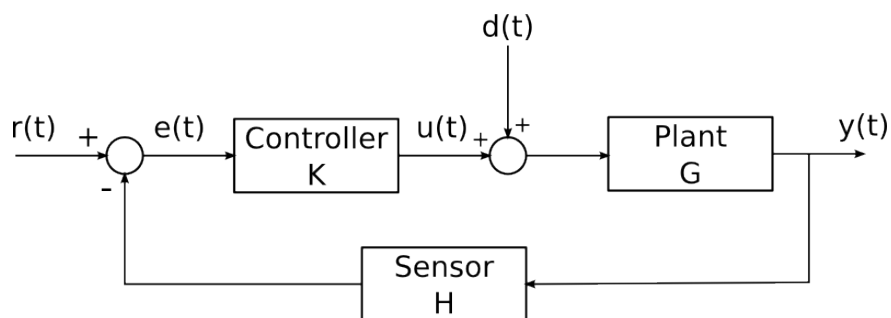 d(t)
r(t)
+
e(t)
Controller
K
u(t)
+
+
Plant
G
y(t)
-
Sensor
H